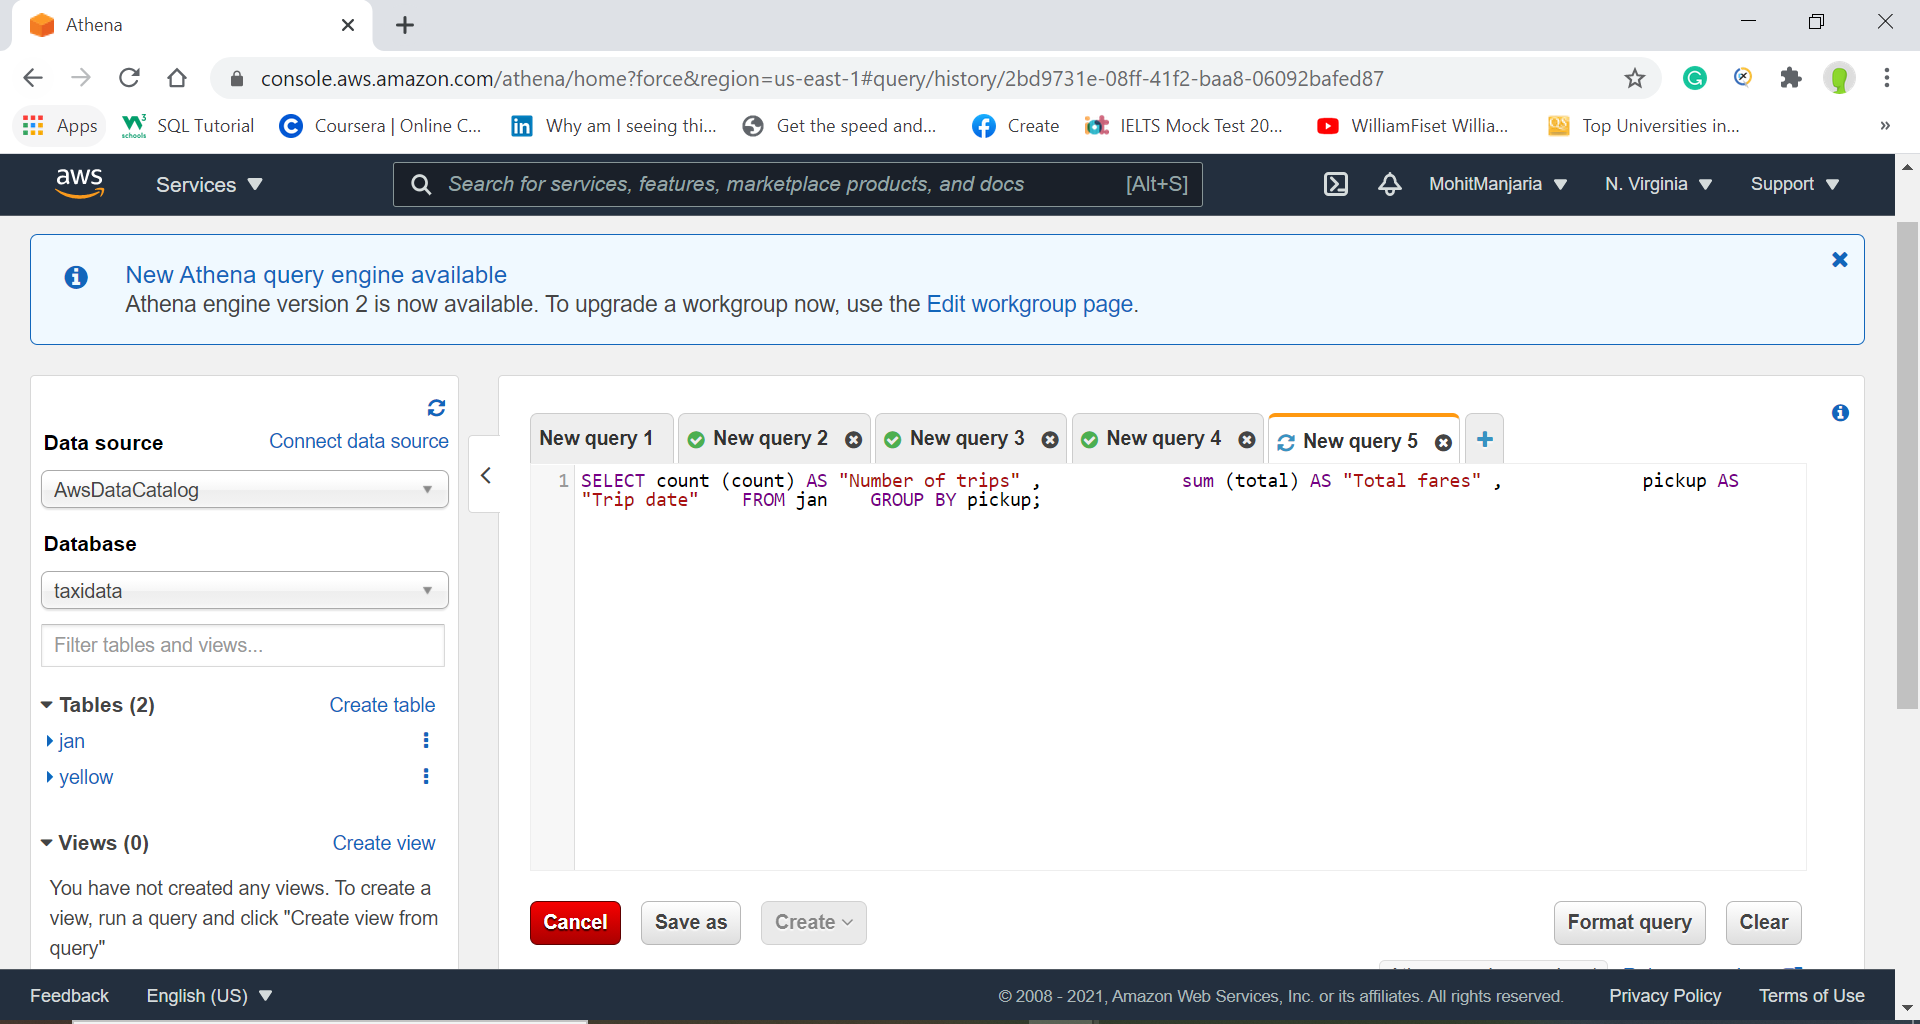 Athena
console.aws.amazon.com/athena/home?force&region=us-east-1#query/history/2bd9731e-08ff-41f2-baa8-06092bafed87
Apps SQL Tutorial Coursera | Online C... Why am I seeing thi... Get the speed and... Create IELTS Mock Test 20... WilliamFiset Willia... Top Universities in... »
aws Services Search for services, features, marketplace products, and docs [Alt+S] MohitManjaria N. Virginia Support
New Athena query engine available
Athena engine version 2 is now available. To upgrade a workgroup now, use the Edit workgroup page.
Data source Connect data source
AwsDataCatalog
Database
taxidata
Filter tables and views...
Tables (2) Create table
jan
yellow
Views (0) Create view
You have not created any views. To create a
view, run a query and click "Create view from
query"
New query 1 New query 2 New query 3 New query 4 New query 5 +
1 SELECT count (count) AS "Number of trips" , sum (total) AS "Total fares" , pickup AS
"Trip date" FROM jan GROUP BY pickup;
Cancel Save as Create Format query Clear
Feedback English (US) © 2008 - 2021, Amazon Web Services, Inc. or its affiliates. All rights reserved. Privacy Policy Terms of Use